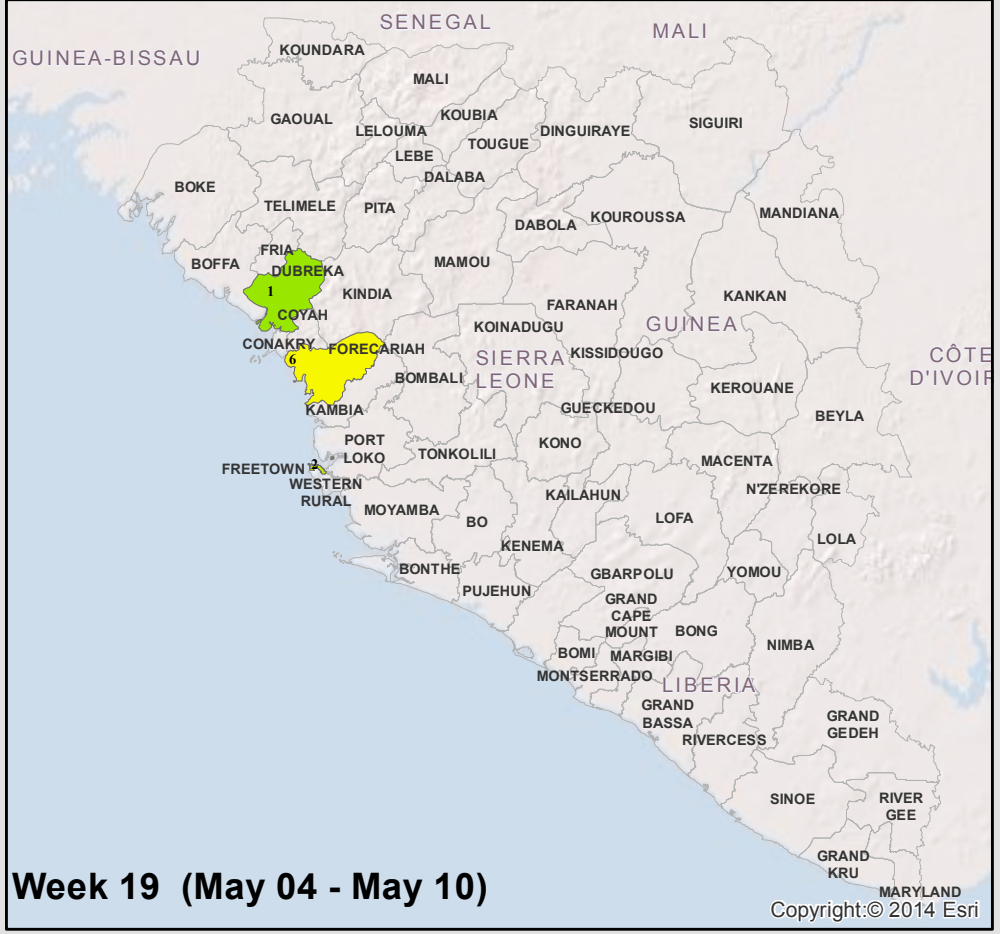 SENEGAL
MALI
GUINEA-BISSAU
KOUNDARA
MALI
GAOUAL
KOUBIA
LELOUMA
TOUGUE
DINGUIRAYE
SIGUIRI
LEBE
DALABA
BOKE
TELIMELE
PITA
DABOLA
KOUROUSSA
MANDIANA
FRIA
BOFFA
DUBREKA
MAMOU
1
KINDIA
FARANAH
KANKAN
COYAH
KOINADUGU
GUINEA
CONAKRY
FORECARIAH
6
SIERRA
LEONE
KISSIDOUGO
CÔTE
D'IVOIR
BOMBALI
KEROUANE
KAMBIA
GUECKEDOU
BEYLA
PORT
LOKO
KONO
TONKOLILI
MACENTA
FREETOWN
2
WESTERN
RURAL
KAILAHUN
N'ZEREKORE
MOYAMBA
BO
LOFA
LOLA
KENEMA
BONTHE
GBARPOLU
YOMOU
PUJEHUN
GRAND
CAPE
MOUNT
BONG
NIMBA
BOMI
MARGIBI
MONTSERRADO
LIBERIA
GRAND
BASSA
GRAND
GEDEH
RIVERCESS
SINOE
RIVER
GEE
GRAND
KRU
MARYLAND
Week 19 (May 04 - May 10)
Copyright:© 2014 Esri